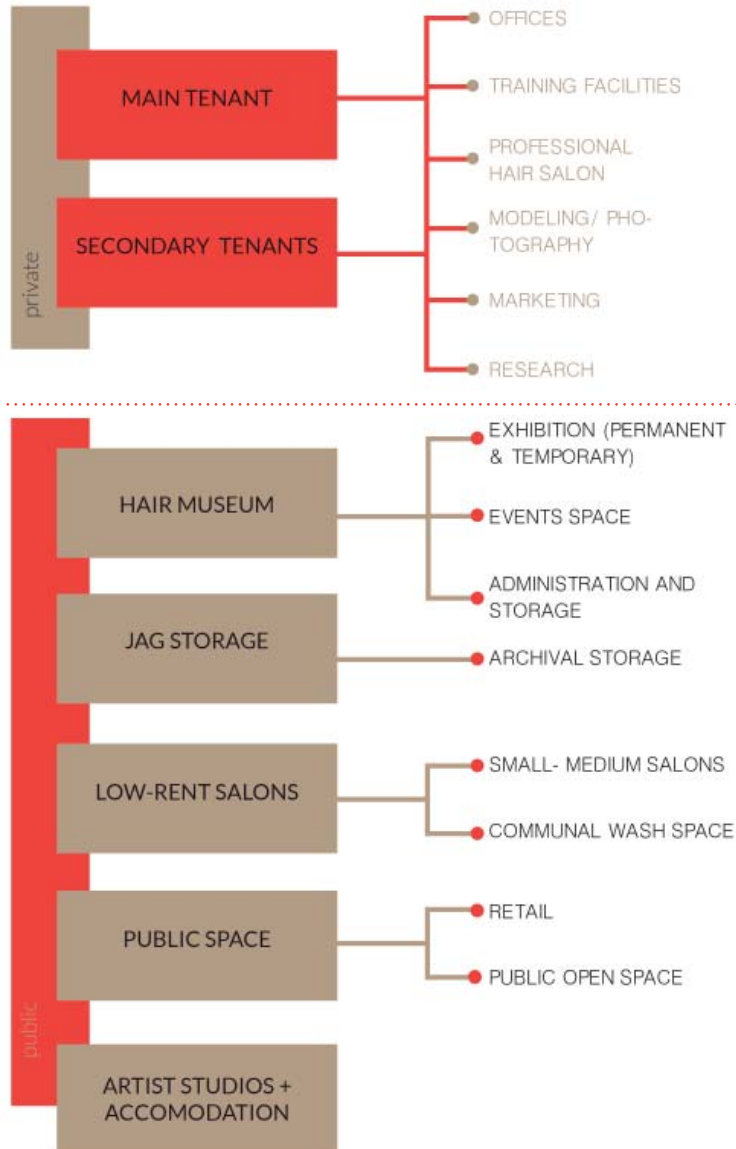 private
MAIN TENANT
SECONDARY TENANTS
OFFICES
TRAINING FACILITIES
PROFESSIONAL
HAIR SALON
MODELING/ PHO-
TOGRAPHY
MARKETING
RESEARCH
public
HAIR MUSEUM
EXHIBITION (PERMANENT
& TEMPORARY)
EVENTS SPACE
ADMINISTRATION AND
STORAGE
JAG STORAGE
ARCHIVAL STORAGE
LOW-RENT SALONS
SMALL- MEDIUM SALONS
COMMUNAL WASH SPACE
PUBLIC SPACE
RETAIL
PUBLIC OPEN SPACE
ARTIST STUDIOS +
ACCOMODATION